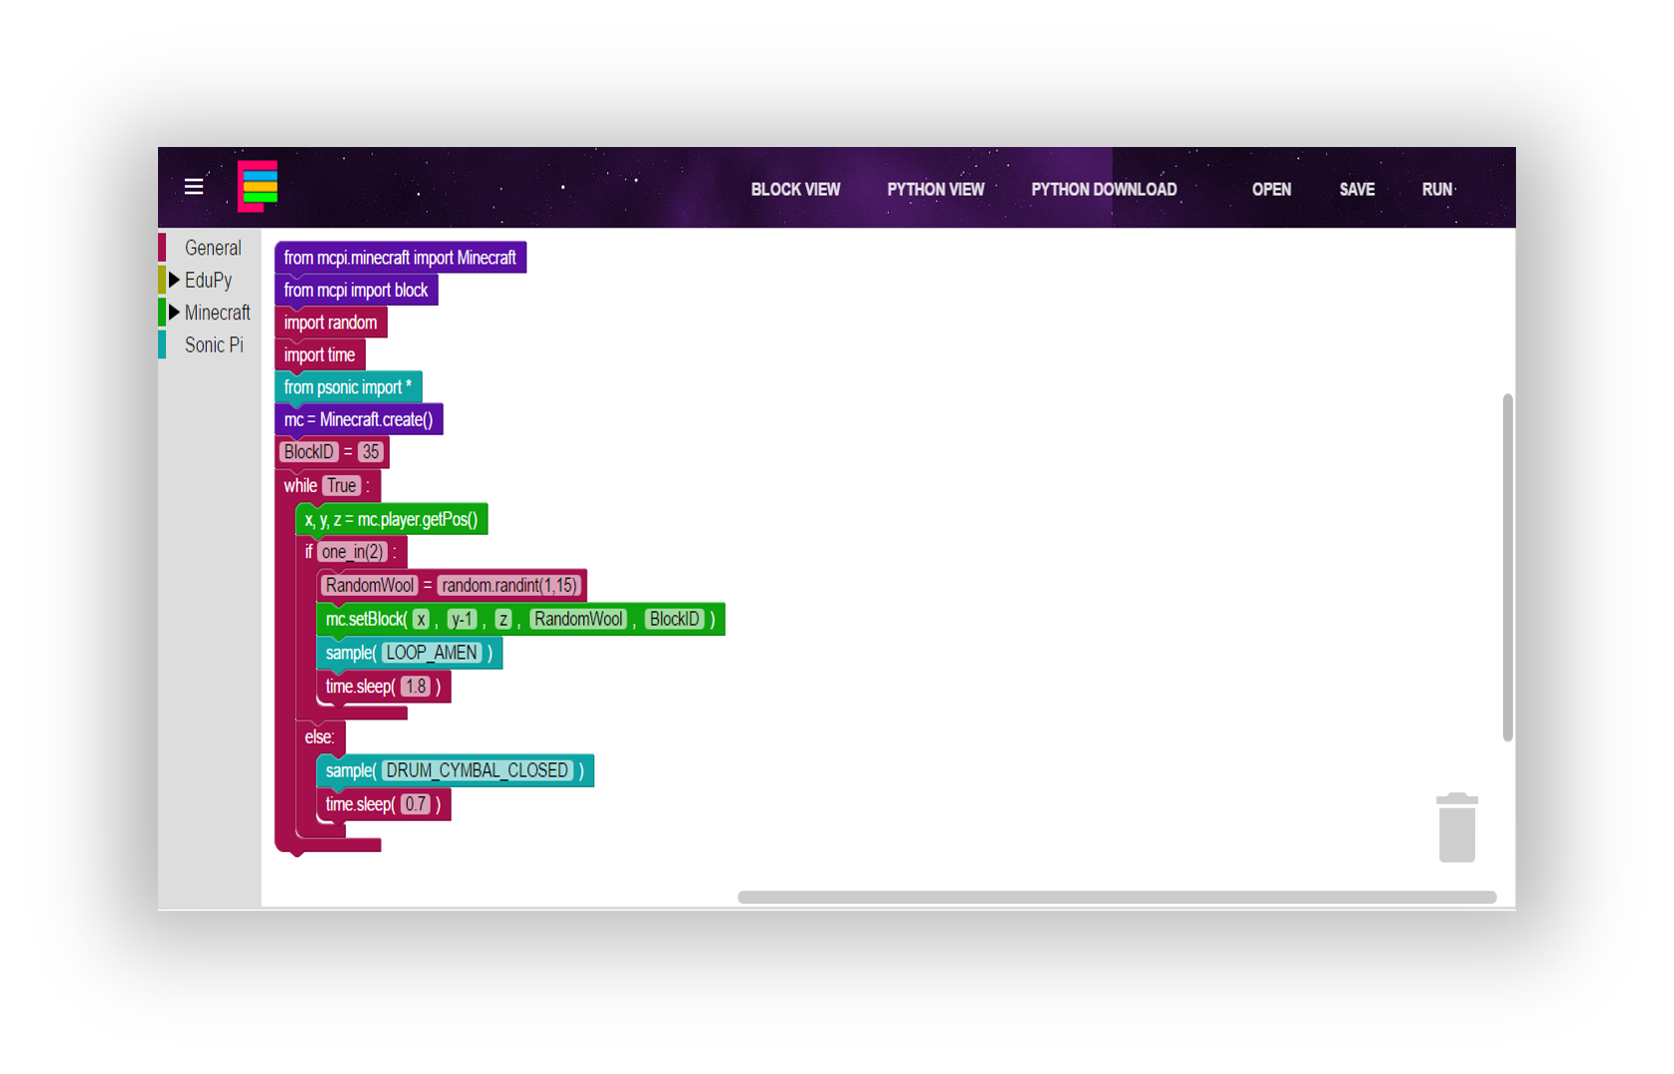 BLOCK VIEW PYTHON VIEW PYTHON DOWNLOAD OPEN SAVE RUN
General
EduPy
Minecraft
Sonic Pi
from mcpi.minecraft import Minecraft
from mcpi import block
import random
import time
from psonic import *
mc = Minecraft.create()
BlockID = 35
while True :
x, y, z = mc.player.getPos()
if one_in(2) :
RandomWool = random.randint(1,15)
mc.setBlock( x , y-1 , z , RandomWool , BlockID )
sample( LOOP_AMEN )
time.sleep( 1.8 )
else:
sample( DRUM_CYMBAL_CLOSED )
time.sleep( 0.7 )